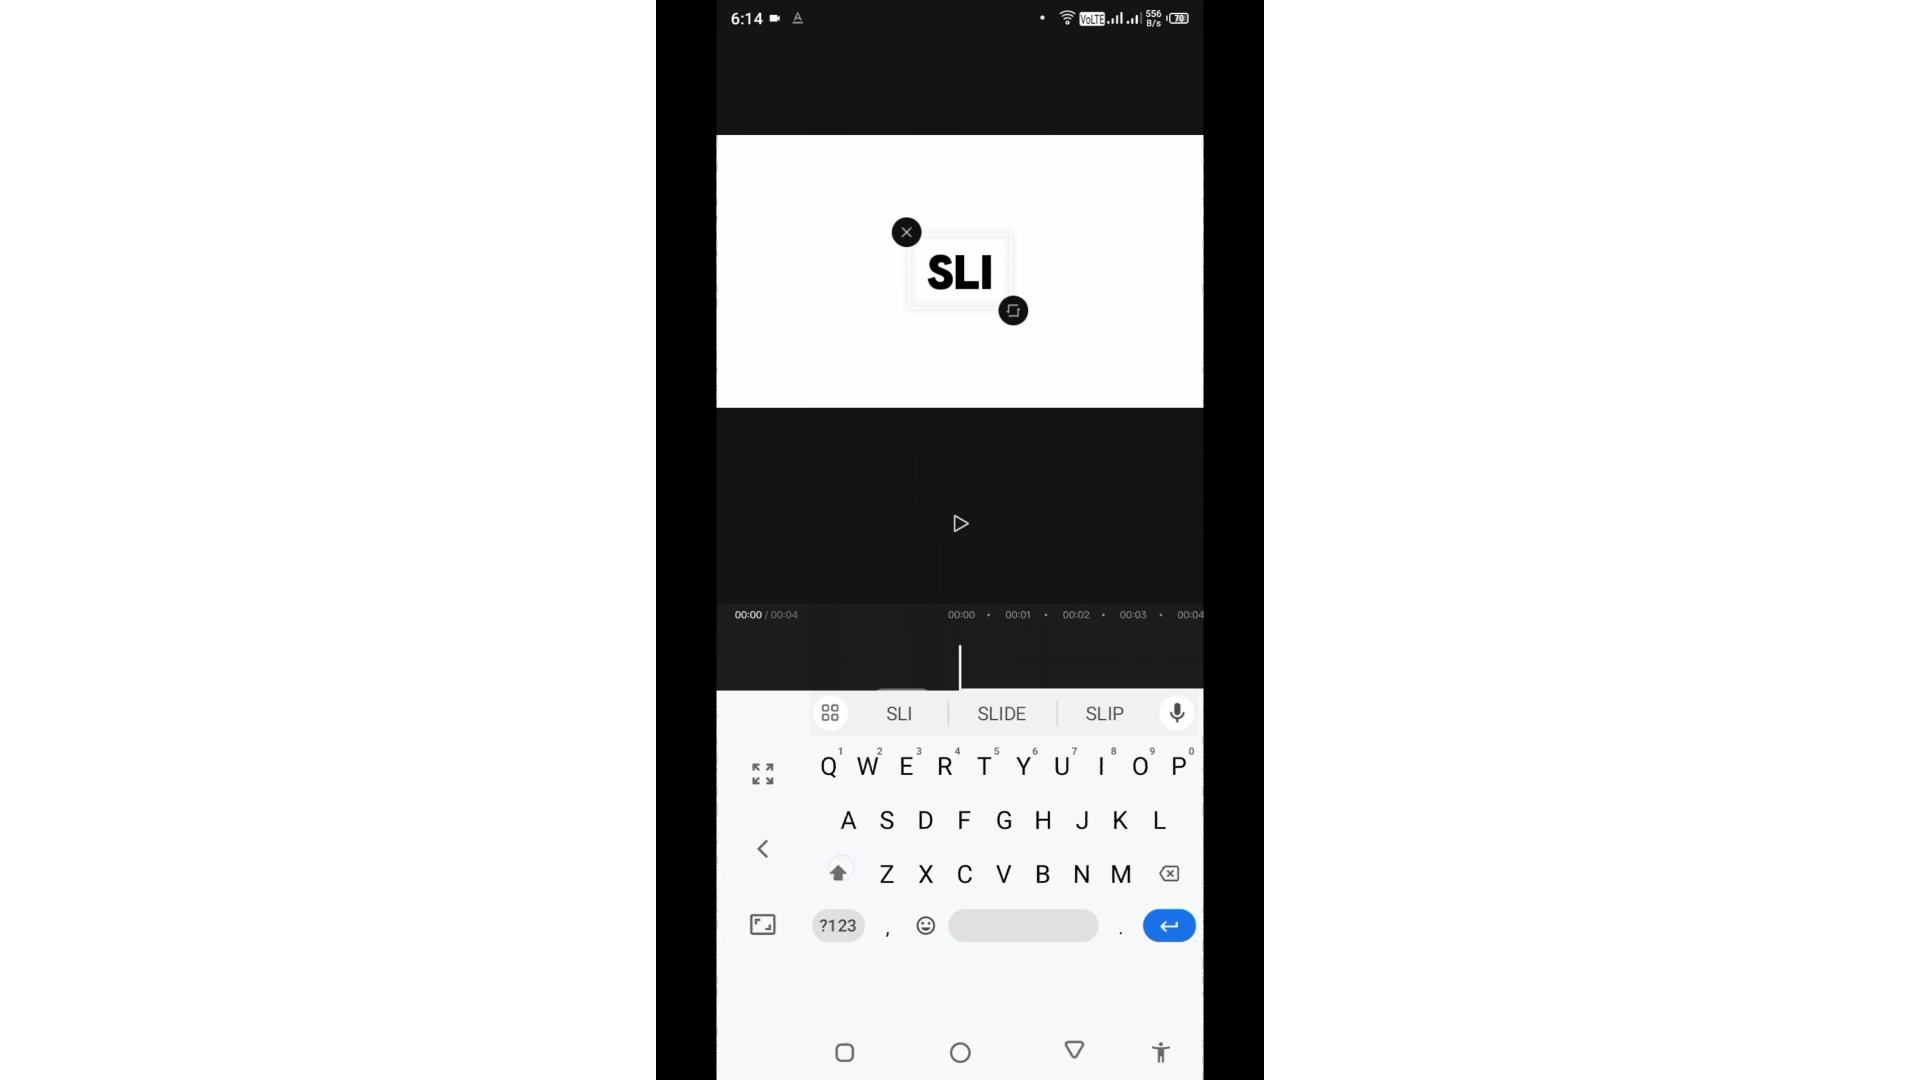 6:14 A VoLTE 556 B/s 70
SLI
00:00 / 00:04 00:00 00:01 00:02 00:03 00:04
SLI SLIDE SLIP
1 2 3 4 5 6 7 8 9 0
Q W E R T Y U I O P
A S D F G H J K L
Z X C V B N M
?123 , .